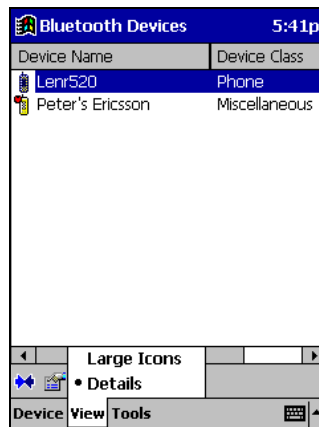 Bluetooth Devices 5:41p
Device Name Device Class
Lenr520 Phone
Peter's Ericsson Miscellaneous
Large Icons
• Details
Device View Tools